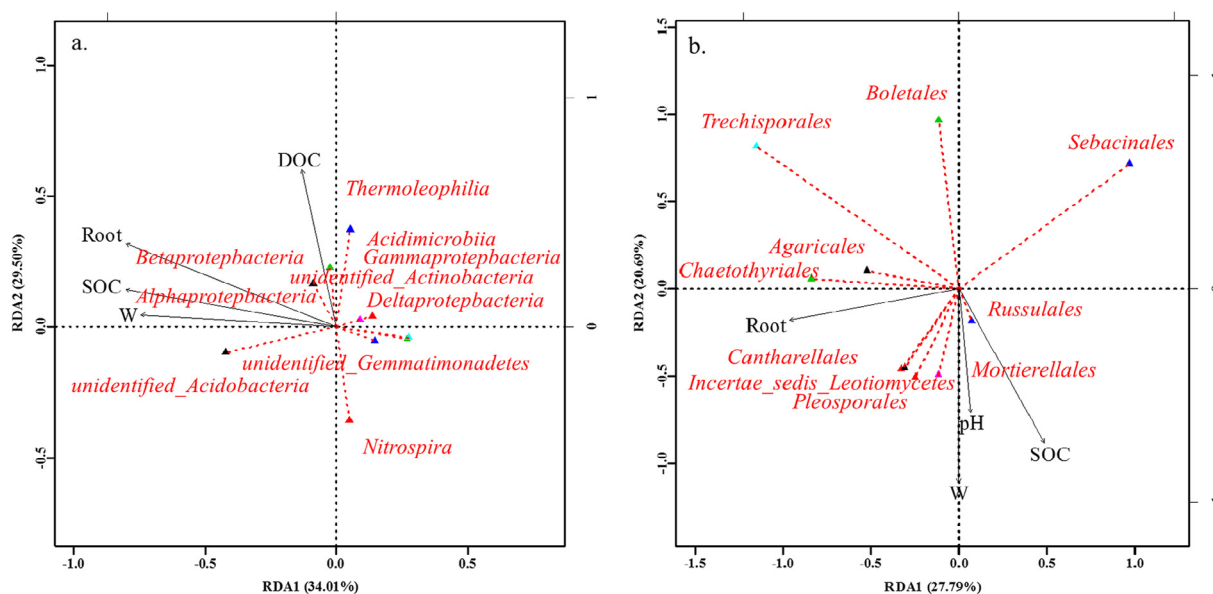 a.
1.0
0.5
0.0
-0.5
RDA2 (29.50%)
-1.0
-0.5
0.0
0.5
RDA1 (34.01%)
1
0
DOC
Thermoleophilia
Root
Acidimicrobiia
Betaprotepbacteria
Gammaprotepbacteria
unidentified_Actinobacteria
SOC
Alphaprotepbacteria
Deltaprotepbacteria
W
unidentified_Gemmatimonadetes
unidentified_Acidobacteria
Nitrospira
b.
1.5
1.0
0.5
0.0
-0.5
-1.0
RDA2 (20.69%)
-1.5
-1.0
-0.5
0.0
0.5
1.0
RDA1 (27.79%)
Boletales
Trechisporales
Sebacinales
Agaricales
Chaetothyriales
Russulales
Root
Cantharellales
Mortierellales
Incertae_sedis_Leotiomycetes
Pleosporales
pH
SOC
W